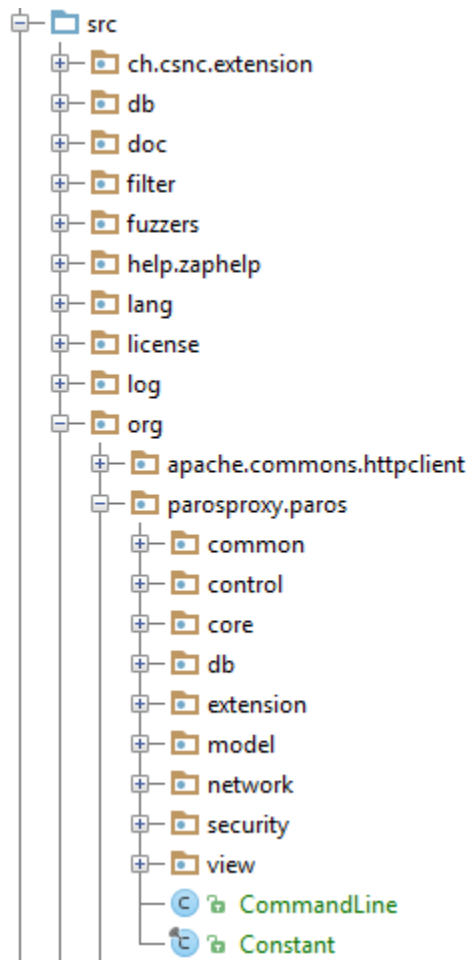 src
ch.csnc.extension
db
doc
filter
fuzzers
help.zaphelp
lang
license
log
org
apache.commons.httpclient
parosproxy.paros
common
control
core
db
extension
model
network
security
view
CommandLine
Constant